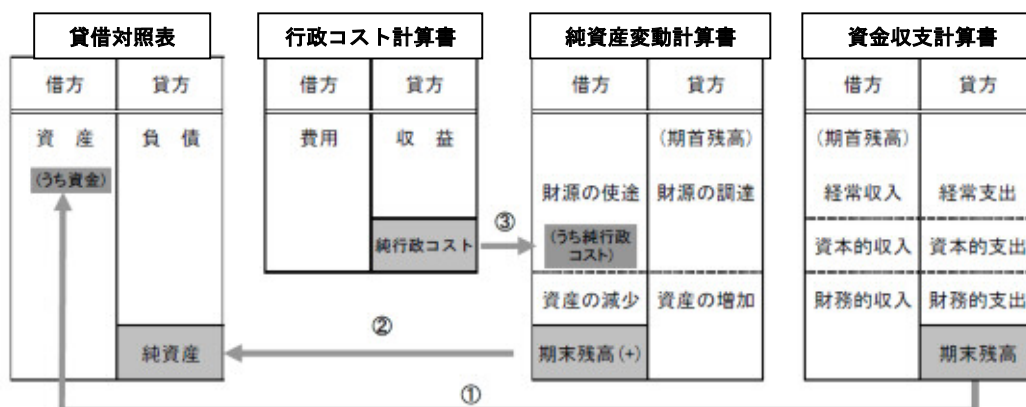 貸借対照表
借方 貸方
資 産 負 債
(うち資金)
純資産
行政コスト計算書
借方 貸方
費用 収 益
純行政コスト
③
純資産変動計算書
借方 貸方
(期首残高)
財源の使途 財源の調達
(うち純行政
コスト)
資産の減少 資産の増加
期末残高(+)
②
資金収支計算書
借方 貸方
(期首残高)
経常収入 経常支出
資本的収入 資本的支出
財務的収入 財務的支出
期末残高
①